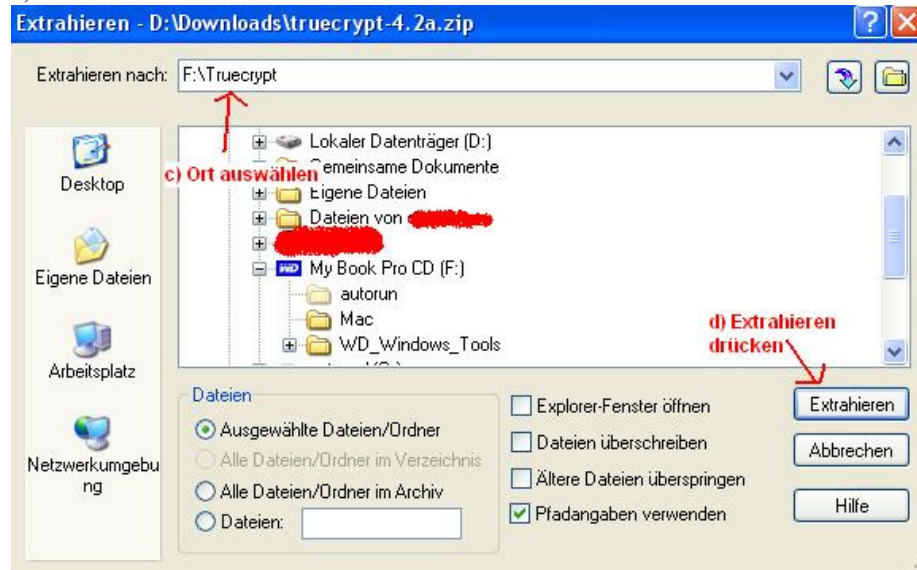 Extrahieren - D:\Downloads\truecrypt-4.2a.zip
Extrahieren nach:
F:\Truecrypt
Desktop
Eigene Dateien
Arbeitsplatz
Netzwerkumgebu
ng
Lokaler Datenträger (D:)
Gemeinsame Dokumente
c) Ort auswählen
Eigene Dateien
Dateien von
My Book Pro CD (F:)
autorun
Mac
WD_Windows_Tools
d) Extrahieren
drücken
Dateien
Ausgewählte Dateien/Ordner
Alle Dateien/Ordner im Verzeichnis
Alle Dateien/Ordner im Archiv
Dateien:
Explorer-Fenster öffnen
Dateien überschreiben
Ältere Dateien überspringen
Pfadangaben verwenden
Extrahieren
Abbrechen
Hilfe